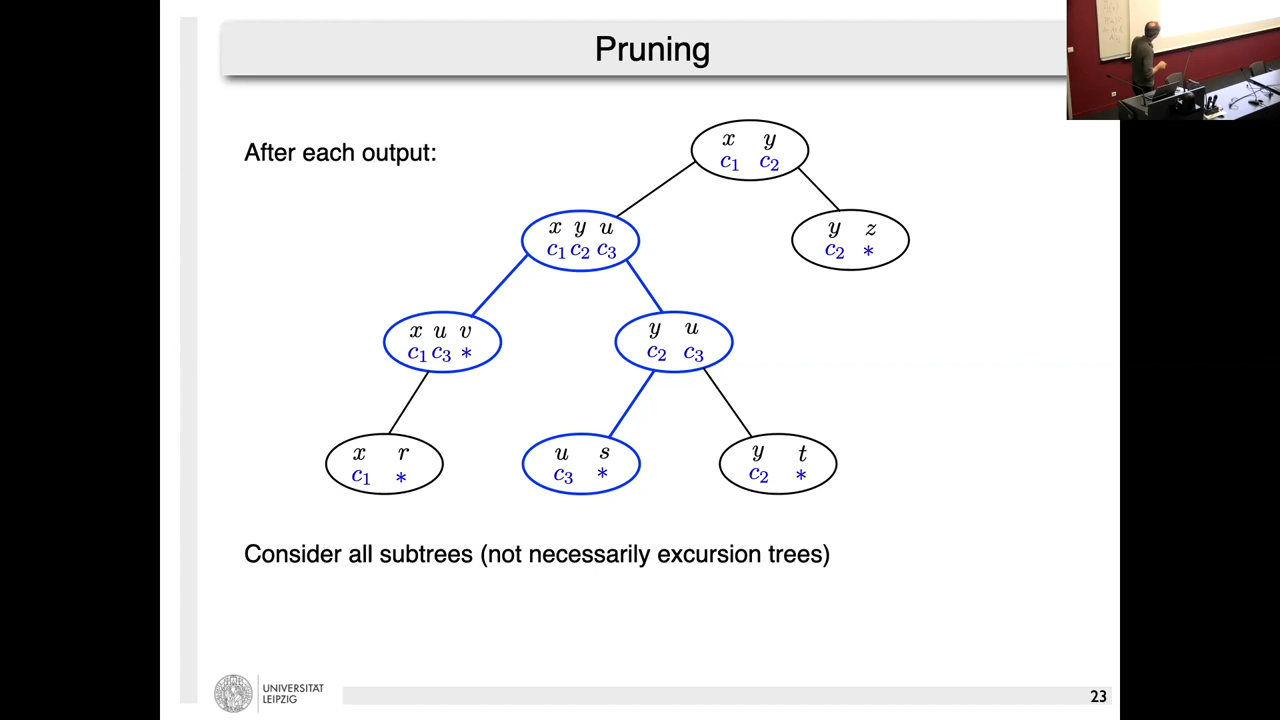 Pruning
After each output:
x y
c1 c2
x y u
c1 c2 c3
y z
c2 *
x u v
c1 c3 *
y u
c2 c3
x r
c1 *
u s
c3 *
y t
c2 *
Consider all subtrees (not necessarily excursion trees)
UNIVERSITÄT
LEIPZIG
23